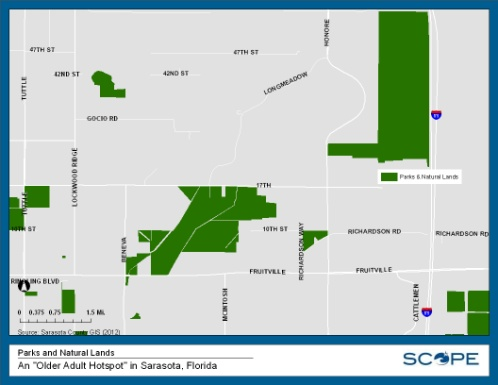 HONORE
47TH ST
47TH ST
42ND ST
42ND ST
LONGMEADOW
TUTTLE
GOCIO RD
LOCKWOOD RIDGE
Parks & Natural Lands
17TH
TUTTLE
10TH ST
10TH ST
RICHARDSON WAY
RICHARDSON RD
RICHARDSON RD
BENEVA
FRUITVILLE
FRUITVILLE
RINGLING BLVD
MCINTOSH
CATTLEMEN
0 0.375 0.75 1.5 Mi.
Source: Sarasota County GIS (2012)
Parks and Natural Lands
An "Older Adult Hotspot" in Sarasota, Florida
SCOPE